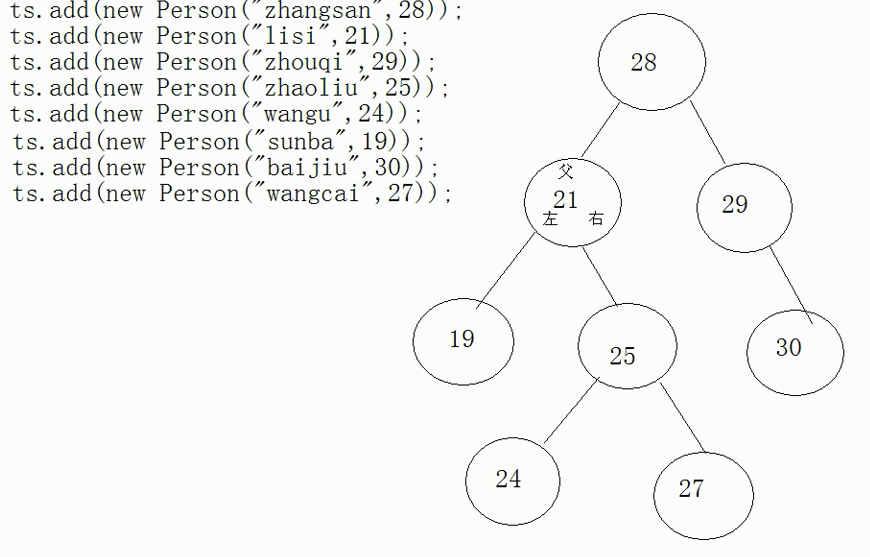 ts.add(new Person("zhangsan",28));
ts.add(new Person("lisi",21));
ts.add(new Person("zhouqi",29));
ts.add(new Person("zhaoliu",25));
ts.add(new Person("wangu",24));
ts.add(new Person("sunba",19));
ts.add(new Person("baijiu",30));
ts.add(new Person("wangcai",27));
28
父
21
左 右
29
19
25
30
24
27